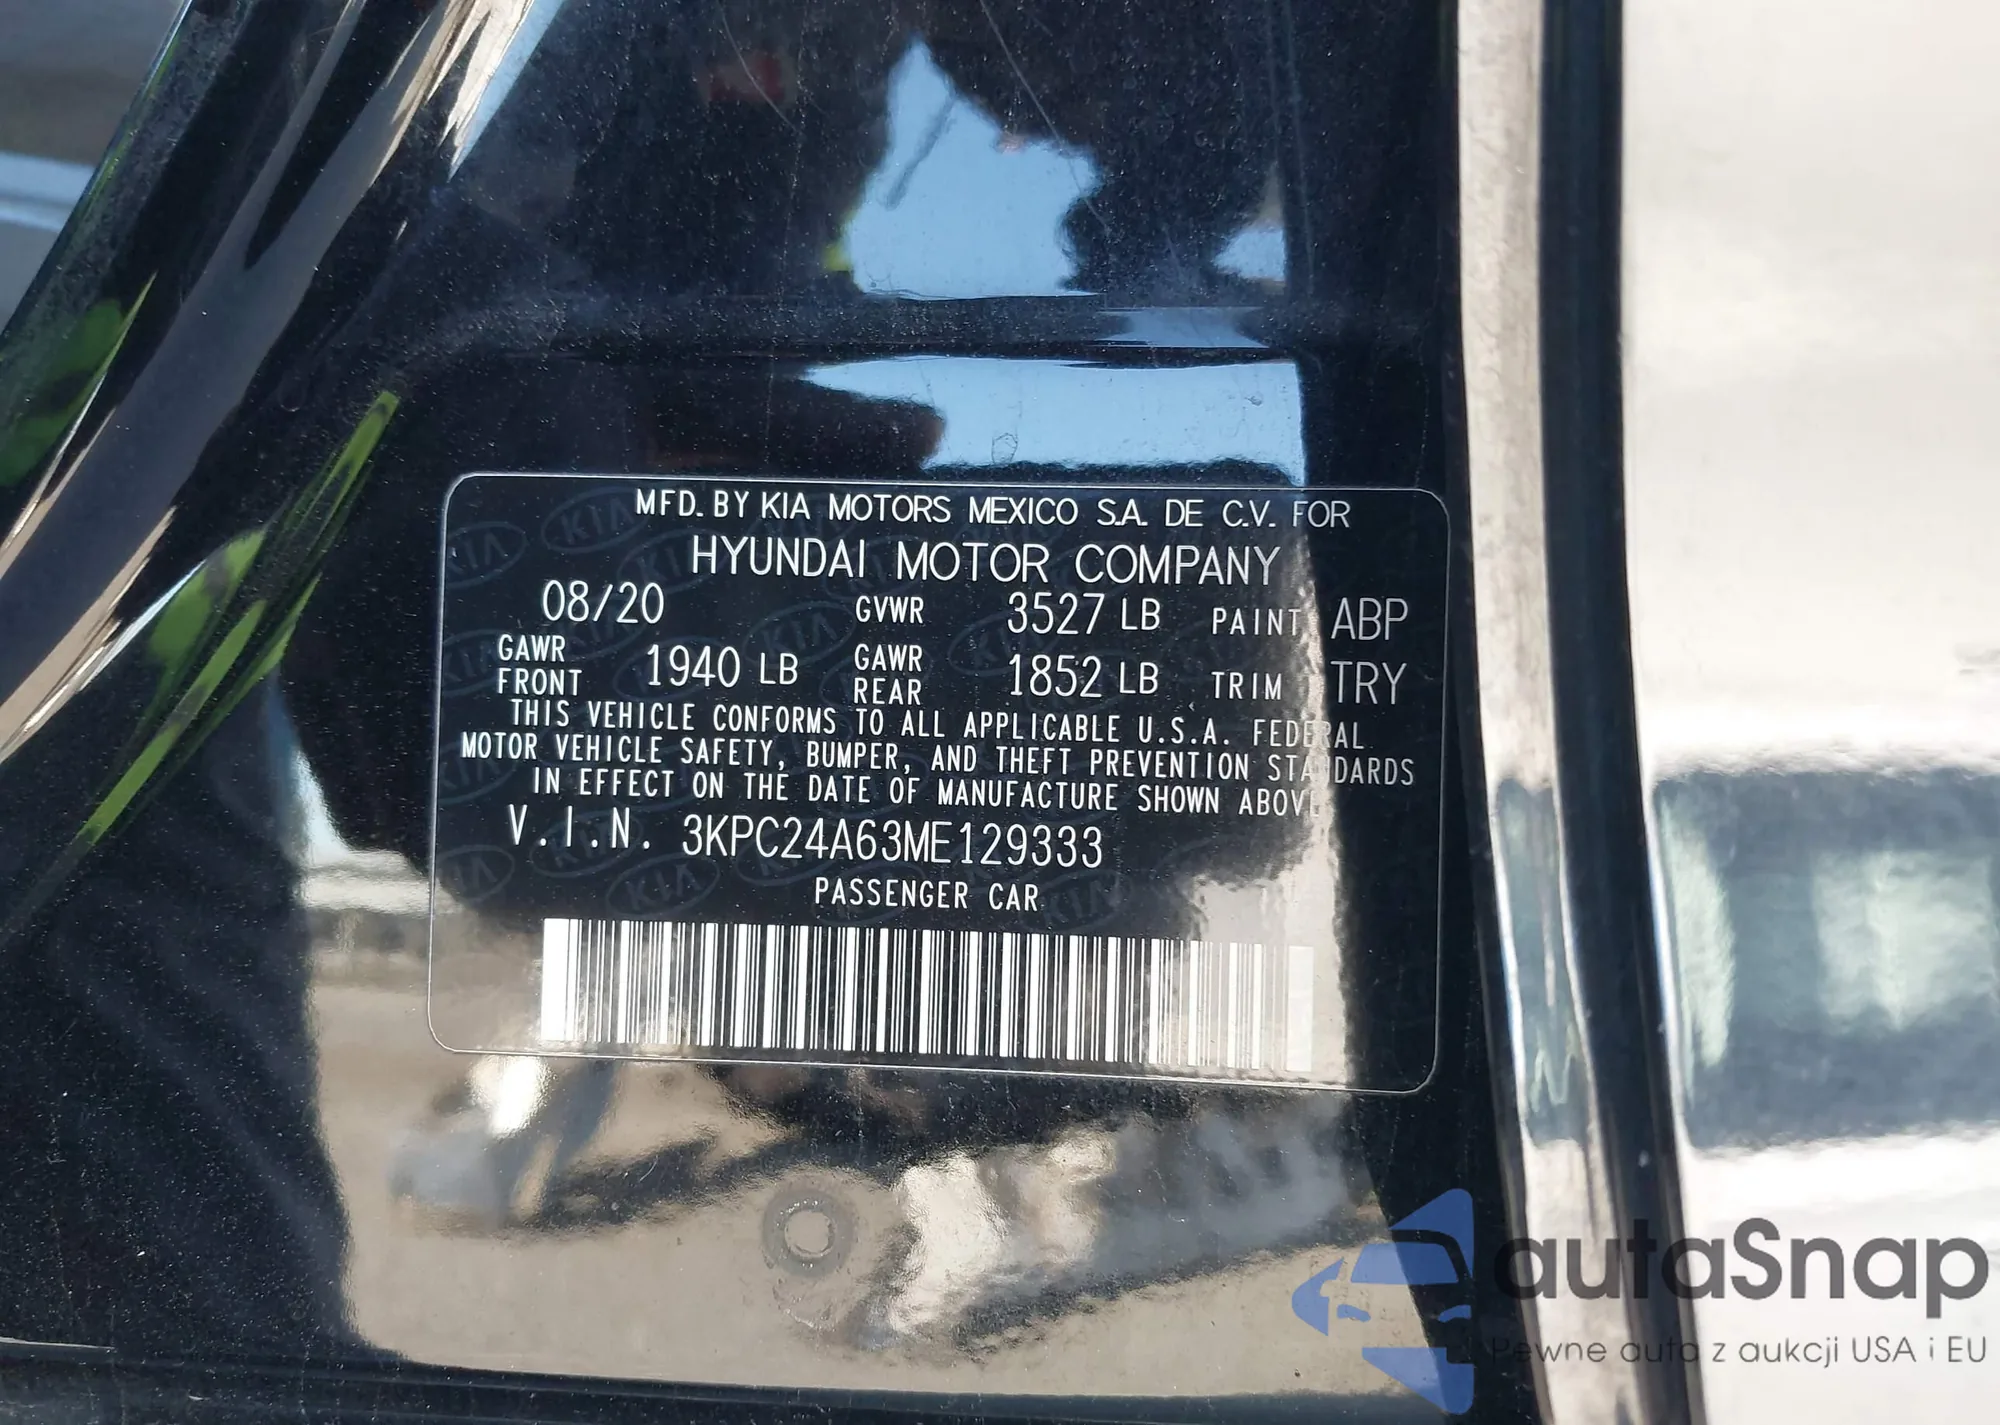 MFD. BY KIA MOTORS MEXICO S.A. DE C.V. FOR
HYUNDAI MOTOR COMPANY
08/20 GVWR 3527 LB PAINT ABP
GAWR FRONT 1940 LB GAWR REAR 1852 LB TRIM TRY
THIS VEHICLE CONFORMS TO ALL APPLICABLE U.S.A. FEDERAL
MOTOR VEHICLE SAFETY, BUMPER, AND THEFT PREVENTION STANDARDS
IN EFFECT ON THE DATE OF MANUFACTURE SHOWN ABOVE
V.I.N. 3KPC24A63ME129333
PASSENGER CAR
autaSnap
Pewne auta z aukcji USA i EU